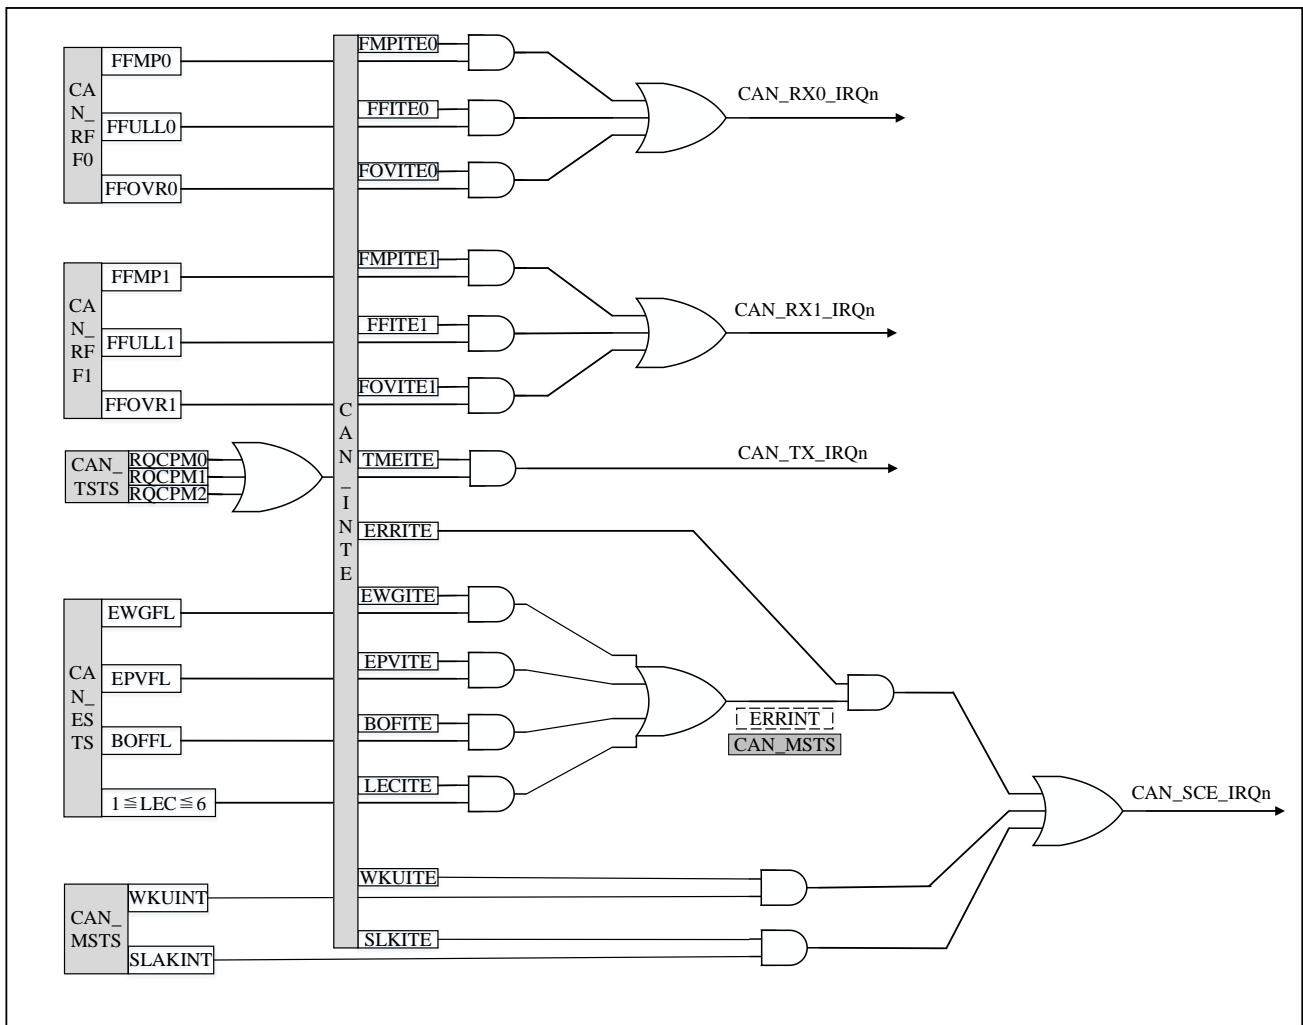 CA
N_
RF
F0
FFMP0
FFULL0
FFOVR0
FMPITE0
FFITE0
FOVITE0
CAN_RX0_IRQn
CA
N_
RF
F1
FFMP1
FFULL1
FFOVR1
FMPITE1
FFITE1
FOVITE1
CAN_RX1_IRQn
C
A
N
_
I
N
T
E
CAN_
TSTS
RQCPM0
RQCPM1
RQCPM2
TMEITE
CAN_TX_IRQn
ERRITE
CA
N_
ES
TS
EWGFL
EPVFL
BOFFL
1≦LEC≦6
EWGITE
EPVITE
BOFITE
LECITE
ERRINT
CAN_MSTS
CAN_SCE_IRQn
CAN_
MSTS
WKUINT
SLAKINT
WKUITE
SLKITE